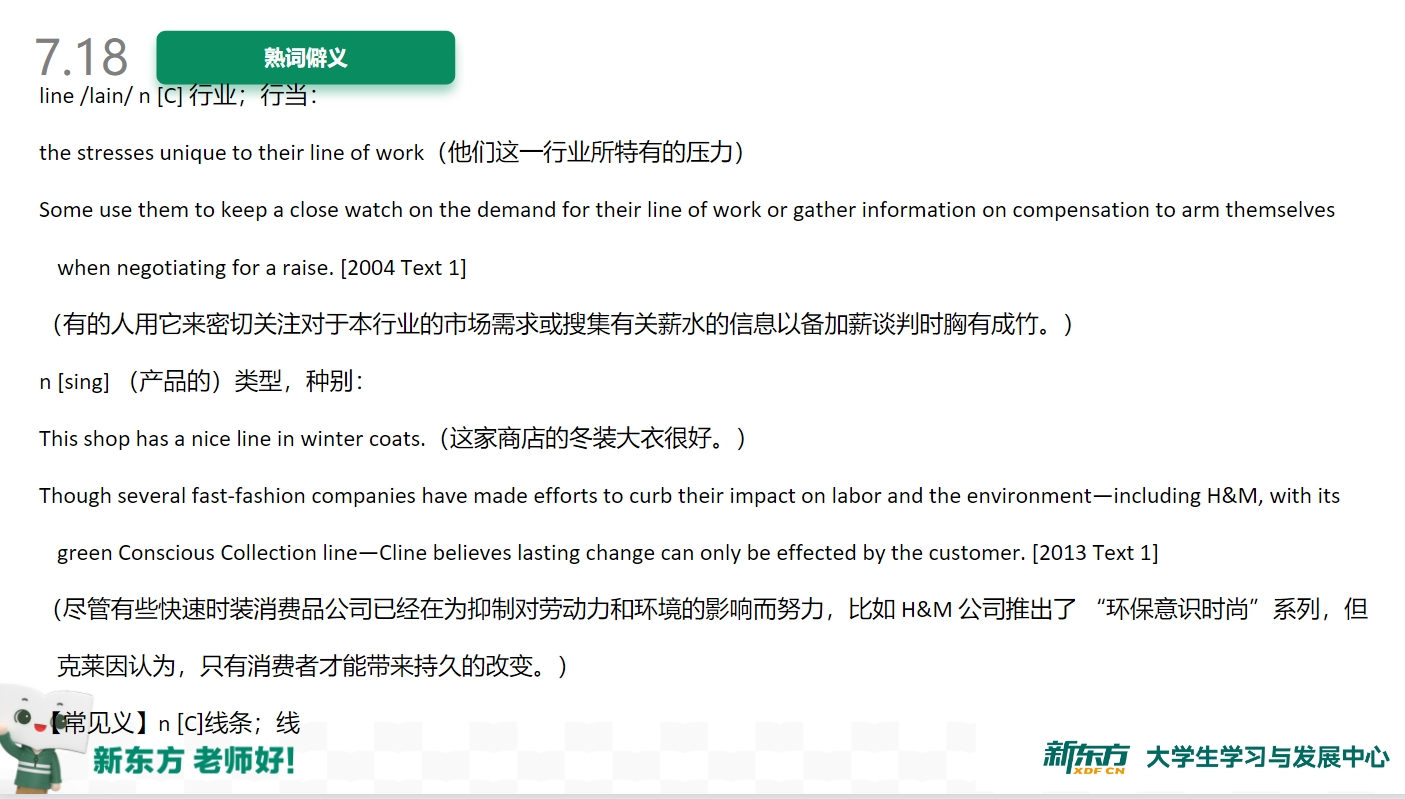 7.18
熟词僻义
line /lain/ n [C] 行业；行当：
the stresses unique to their line of work（他们这一行业所特有的压力）
Some use them to keep a close watch on the demand for their line of work or gather information on compensation to arm themselves
when negotiating for a raise. [2004 Text 1]
（有的人用它来密切关注对于本行业的市场需求或搜集有关薪水的信息以备加薪谈判时胸有成竹。）
n [sing] （产品的）类型，种别：
This shop has a nice line in winter coats.（这家商店的冬装大衣很好。）
Though several fast-fashion companies have made efforts to curb their impact on labor and the environment—including H&M, with its
green Conscious Collection line—Cline believes lasting change can only be effected by the customer. [2013 Text 1]
（尽管有些快速时装消费品公司已经在为抑制对劳动力和环境的影响而努力，比如 H&M 公司推出了 “环保意识时尚”系列，但
克莱因认为，只有消费者才能带来持久的改变。）
【常见义】n [C]线条；线
新东方 老师好！
新东方 XDF.CN 大学生学习与发展中心